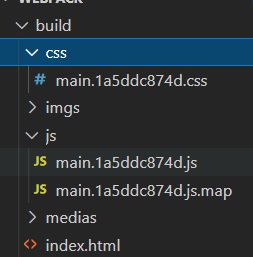 WEBPACK
build
css
# main.1a5ddc874d.css
imgs
js
JS main.1a5ddc874d.js
JS main.1a5ddc874d.js.map
medias
<> index.html